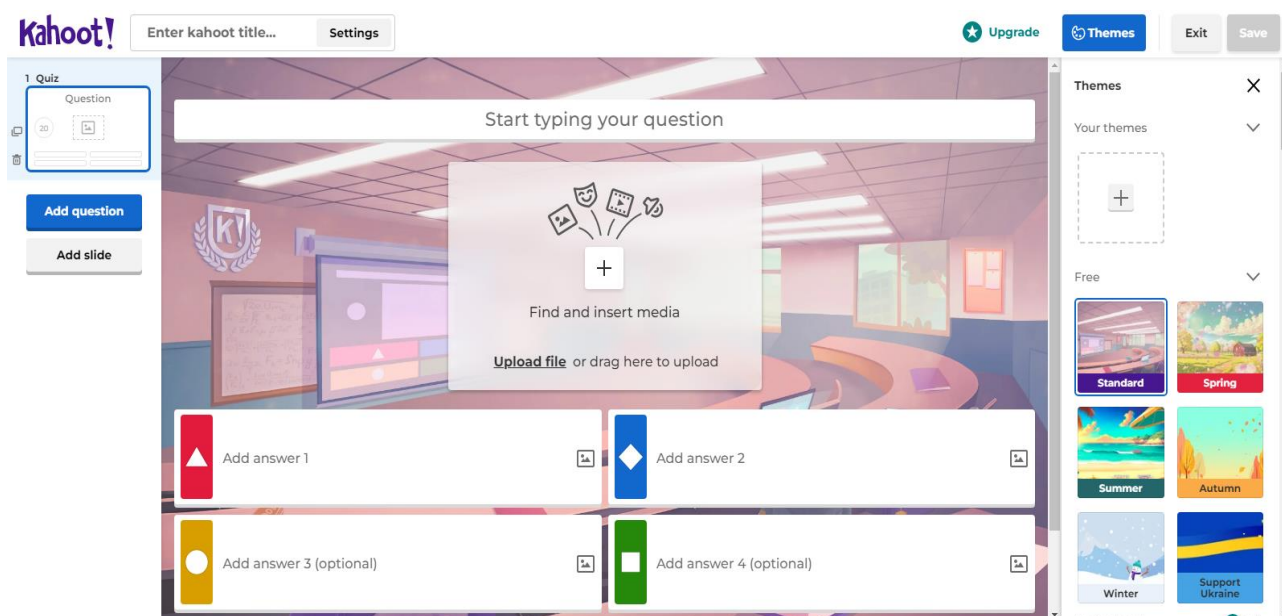 Kahoot!
Enter kahoot title...
Settings
Upgrade
Themes
Exit
Save
1 Quiz
Question
20
Add question
Add slide
Start typing your question
Find and insert media
Upload file or drag here to upload
Add answer 1
Add answer 2
Add answer 3 (optional)
Add answer 4 (optional)
Themes
Your themes
Free
Standard
Spring
Summer
Autumn
Winter
Support
Ukraine
K!